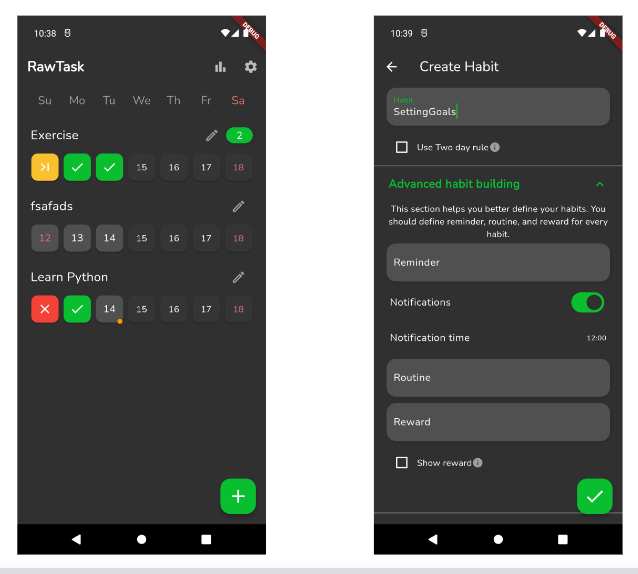 10:38
DEBUG
RawTask
Su Mo Tu We Th Fr Sa
Exercise 2
15 16 17 18
fsafads
12 13 14 15 16 17 18
Learn Python
14 15 16 17 18
10:39
DEBUG
Create Habit
Habit
SettingGoals
Use Two day rule
Advanced habit building
This section helps you better define your habits. You
should define reminder, routine, and reward for every
habit.
Reminder
Notifications
Notification time 12:00
Routine
Reward
Show reward